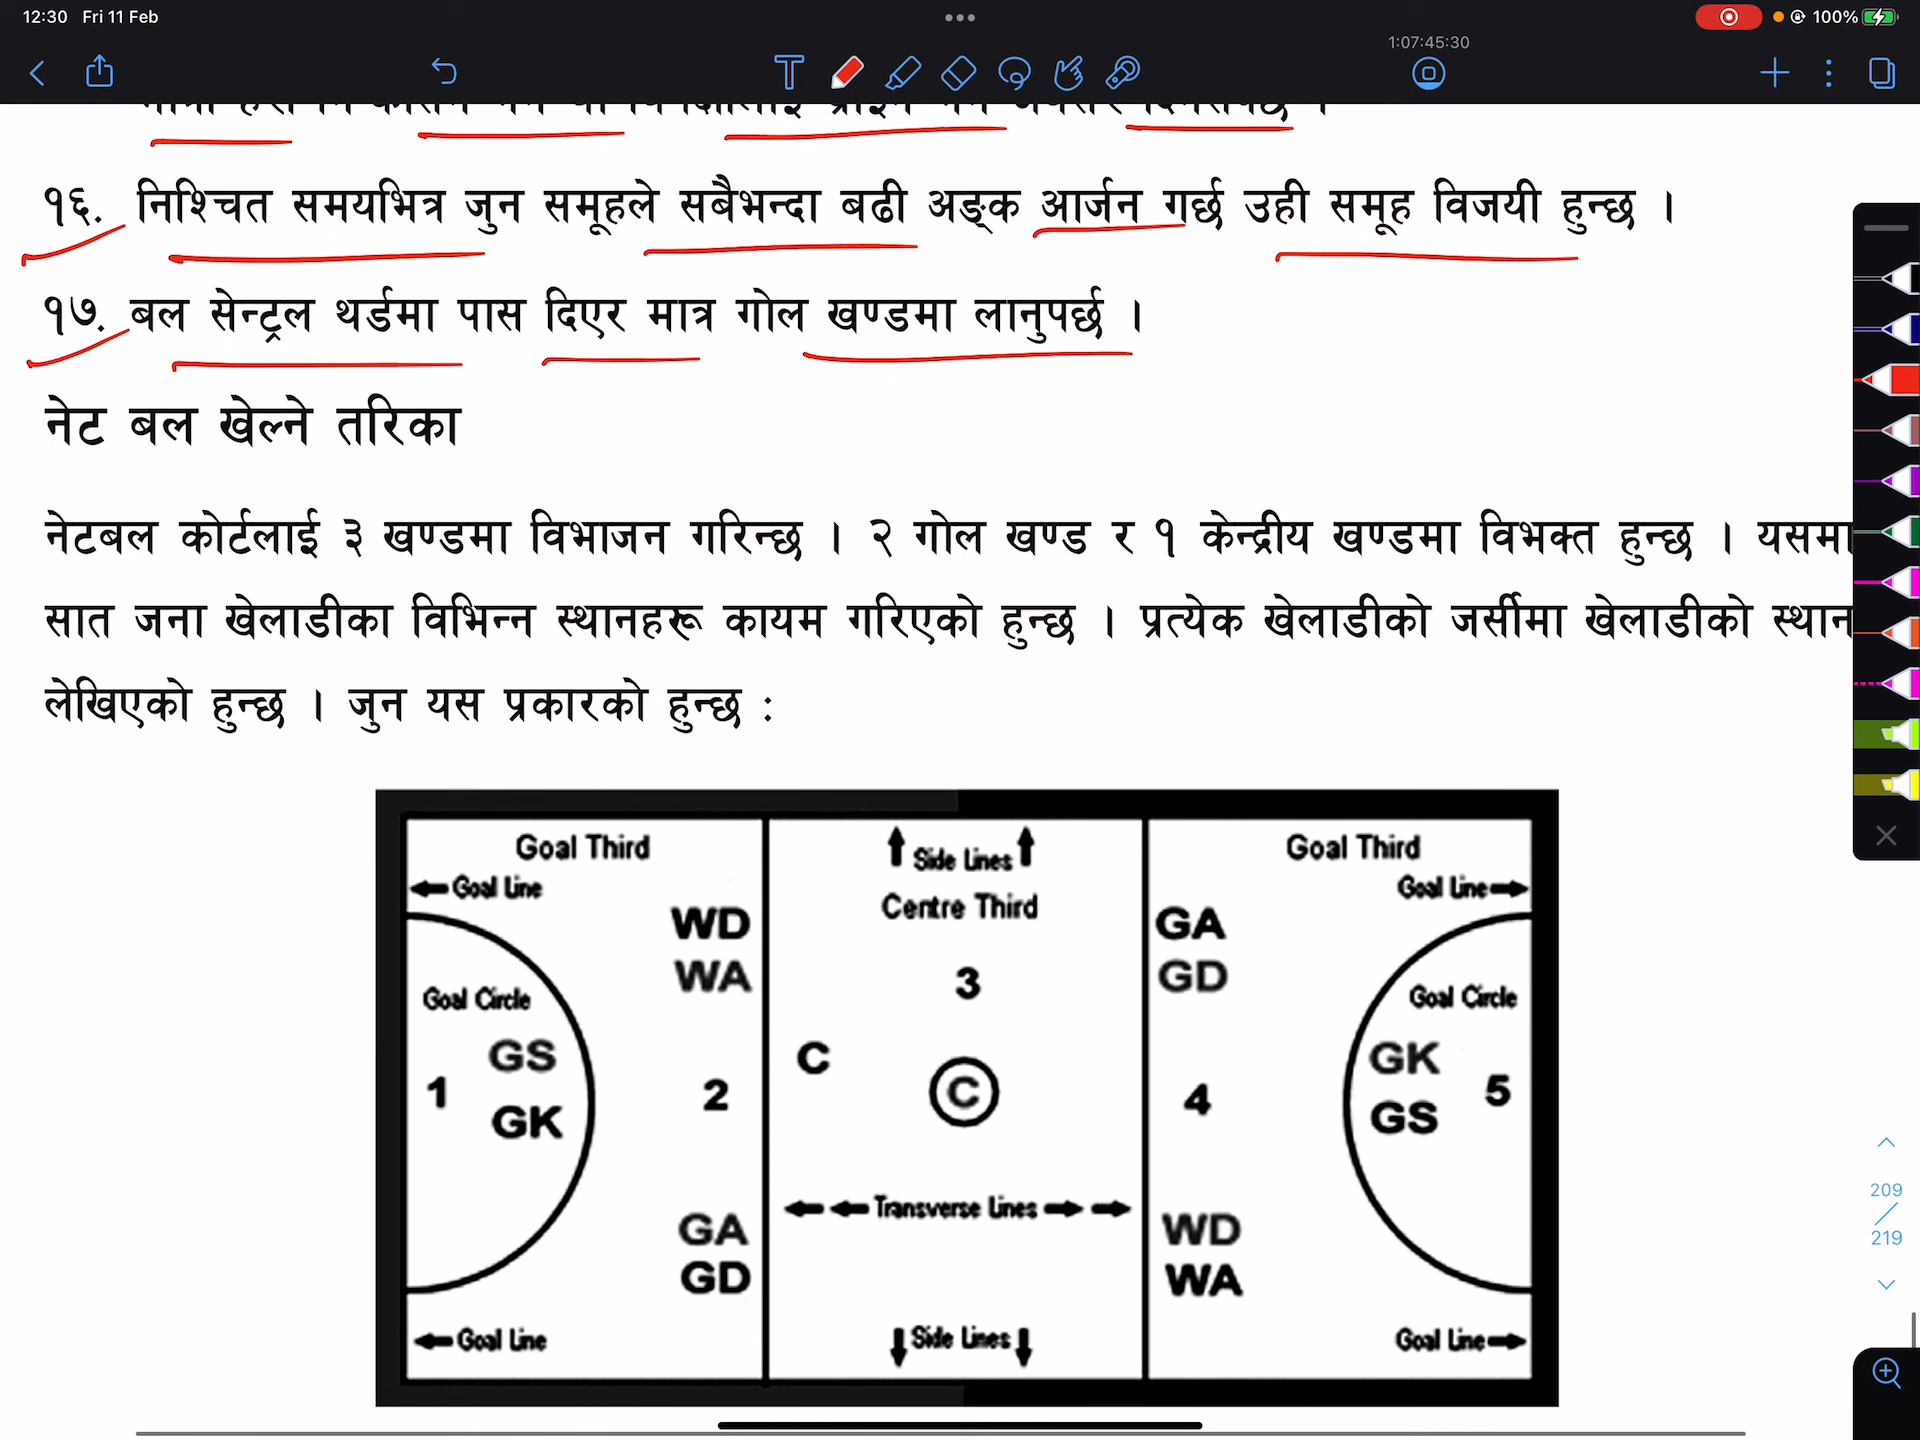 12:30 Fri 11 Feb
100%
1:07:45:30
१६. निश्चित समयभित्र जुन समूहले सबैभन्दा बढी अङ्क आर्जन गर्छ उही समूह विजयी हुन्छ ।
१७. बल सेन्ट्रल थर्डमा पास दिएर मात्र गोल खण्डमा लानुपर्छ ।
नेट बल खेल्ने तरिका
नेटबल कोर्टलाई ३ खण्डमा विभाजन गरिन्छ । २ गोल खण्ड र १ केन्द्रीय खण्डमा विभक्त हुन्छ । यसमा
सात जना खेलाडीका विभिन्न स्थानहरू कायम गरिएको हुन्छ । प्रत्येक खेलाडीको जर्सीमा खेलाडीको स्थान
लेखिएको हुन्छ । जुन यस प्रकारको हुन्छ :
Goal Third Side Lines Goal Third
Goal Line Centre Third Goal Line
WD GA
WA 3 GD
Goal Circle Goal Circle
GS C GK
1 2 C 4 5
GK GS
Transverse Lines
GA WD
GD WA
Goal Line Side Lines Goal Line
209
219